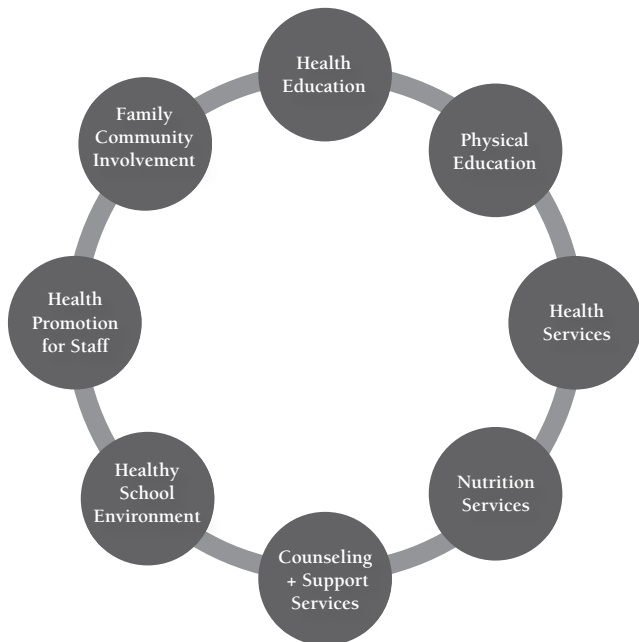 Health
Education
Physical
Education
Health
Services
Nutrition
Services
Counseling
+ Support
Services
Healthy
School
Environment
Health
Promotion
for Staff
Family
Community
Involvement